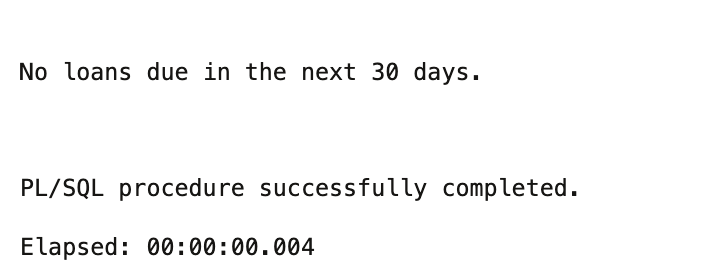 No loans due in the next 30 days.
PL/SQL procedure successfully completed.
Elapsed: 00:00:00.004